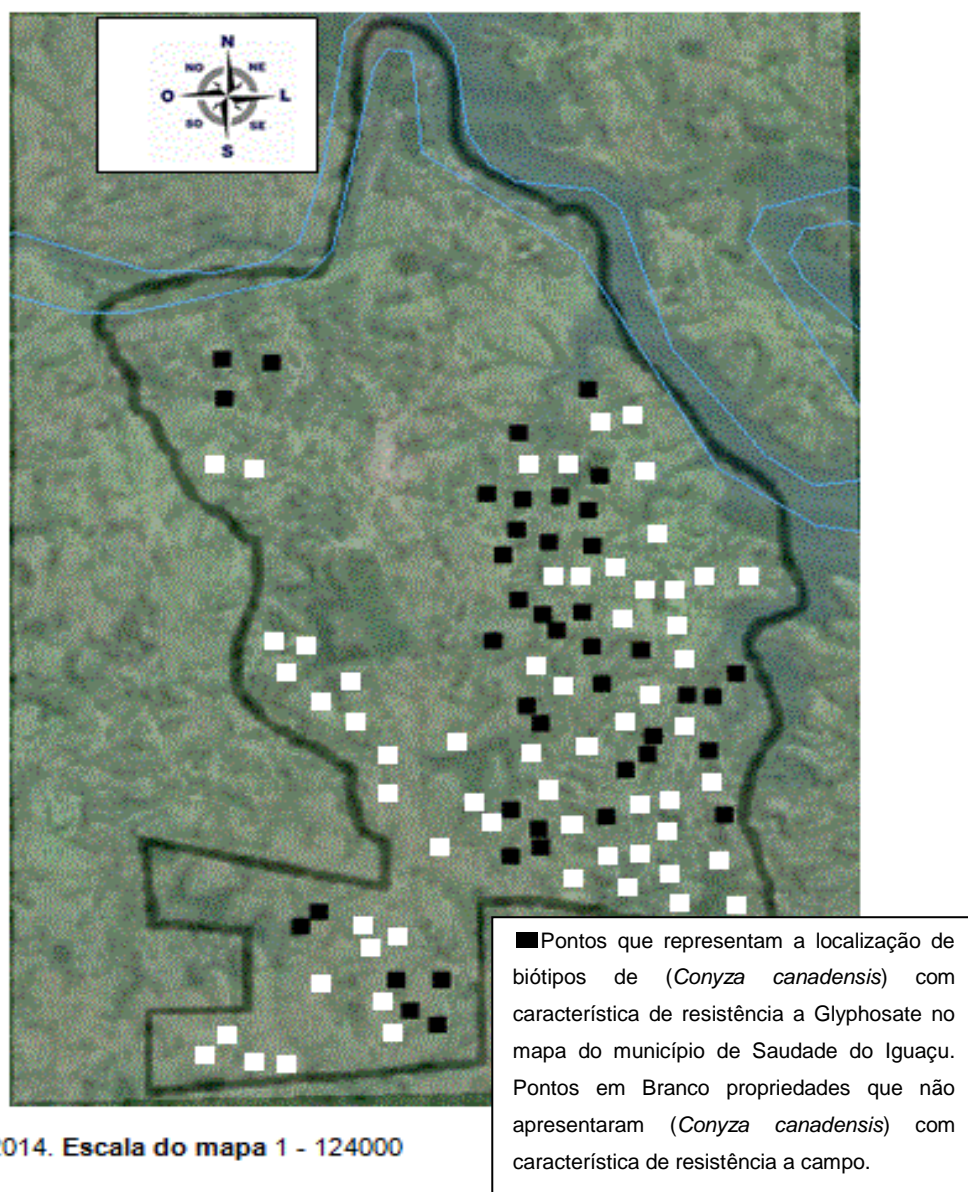 N
NO NE
O L
SO SE
S
Pontos que representam a localização de
biótipos de (Conyza canadensis) com
característica de resistência a Glyphosate no
mapa do município de Saudade do Iguaçu.
Pontos em Branco propriedades que não
apresentaram (Conyza canadensis) com
característica de resistência a campo.
2014. Escala do mapa 1 - 124000